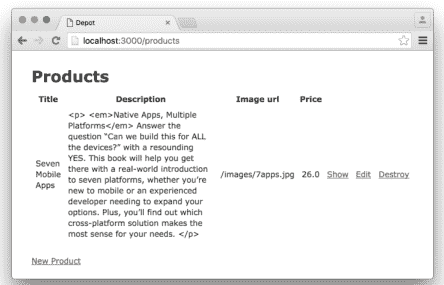 Depot
localhost:3000/products
Products
Title Description Image url Price
<p> <em>Native Apps, Multiple
Platforms</em> Answer the
question “Can we build this for ALL
the devices?” with a resounding
YES. This book will help you get
Seven there with a real-world introduction
Mobile to seven platforms, whether you're /images/7apps.jpg 26.0 Show Edit Destroy
Apps new to mobile or an experienced
developer needing to expand your
options. Plus, you'll find out which
cross-platform solution makes the
most sense for your needs. </p>
New Product